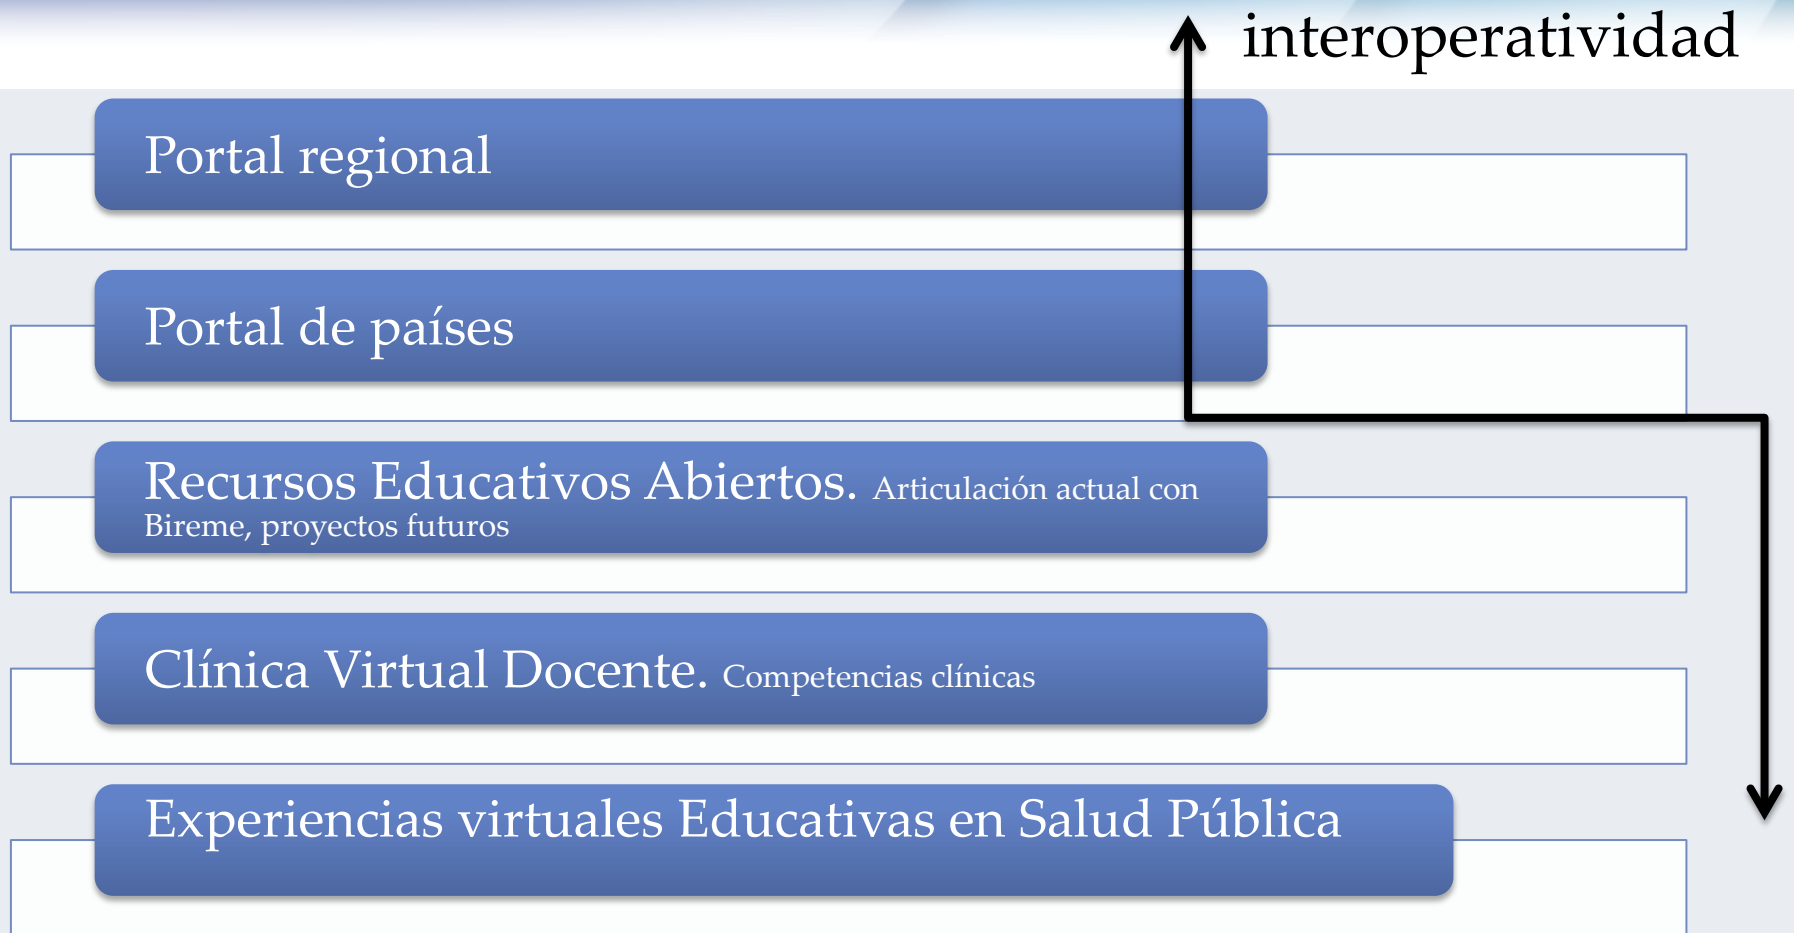 interoperatividad
Portal regional
Portal de países
Recursos Educativos Abiertos. Articulación actual con
Bireme, proyectos futuros
Clínica Virtual Docente. Competencias clínicas
Experiencias virtuales Educativas en Salud Pública